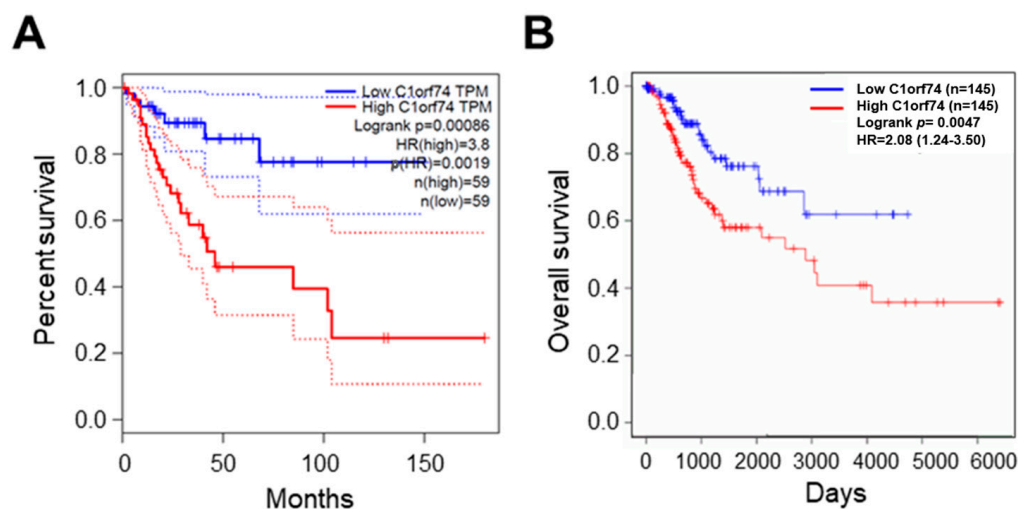 A
Percent survival
1.0
0.8
0.6
0.4
0.2
0.0
Low C1orf74 TPM
High C1orf74 TPM
Logrank p=0.00086
HR(high)=3.8
p(HR)=0.0019
n(high)=59
n(low)=59
0 50 100 150
Months
B
Overall survival
1.0
0.8
0.6
0.4
0.2
0.0
Low C1orf74 (n=145)
High C1orf74 (n=145)
Logrank p= 0.0047
HR=2.08 (1.24-3.50)
0 1000 2000 3000 4000 5000 6000
Days